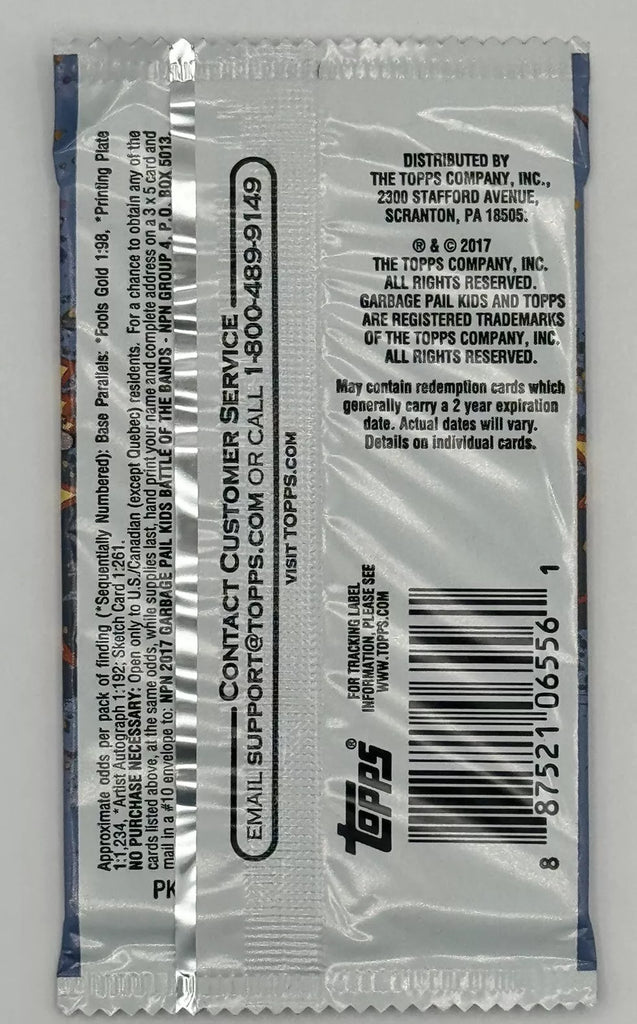 Approximate odds per pack of finding (*Sequentially Numbered): Base Parallels: *Fools Gold 1:98, *Printing Plate
1:1,234, *Artist Autograph 1:192; Sketch Card 1:261.
NO PURCHASE NECESSARY: Open only to U.S./Canadian (except Quebec) residents. For a chance to obtain any of the
cards listed above, at the same odds, while supplies last, hand print your name and complete address on a 3 x 5 card and
mail in a #10 envelope to: NPN 2017 GARBAGE PAIL KIDS BATTLE OF THE BANDS - NPN GROUP 4, P.O. BOX 5013
PK
CONTACT CUSTOMER SERVICE
EMAIL SUPPORT@TOPPS.COM OR CALL 1-800-489-9149
VISIT TOPPS.COM
DISTRIBUTED BY
THE TOPPS COMPANY, INC.,
2300 STAFFORD AVENUE,
SCRANTON, PA 18505.
® & © 2017
THE TOPPS COMPANY, INC.
ALL RIGHTS RESERVED.
GARBAGE PAIL KIDS AND TOPPS
ARE REGISTERED TRADEMARKS
OF THE TOPPS COMPANY, INC.
ALL RIGHTS RESERVED.
May contain redemption cards which
generally carry a 2 year expiration
date. Actual dates will vary.
Details on individual cards.
FOR TRACKING LABEL
INFORMATION, PLEASE SEE
WWW.TOPPS.COM
topps®
8 87521 06556 1